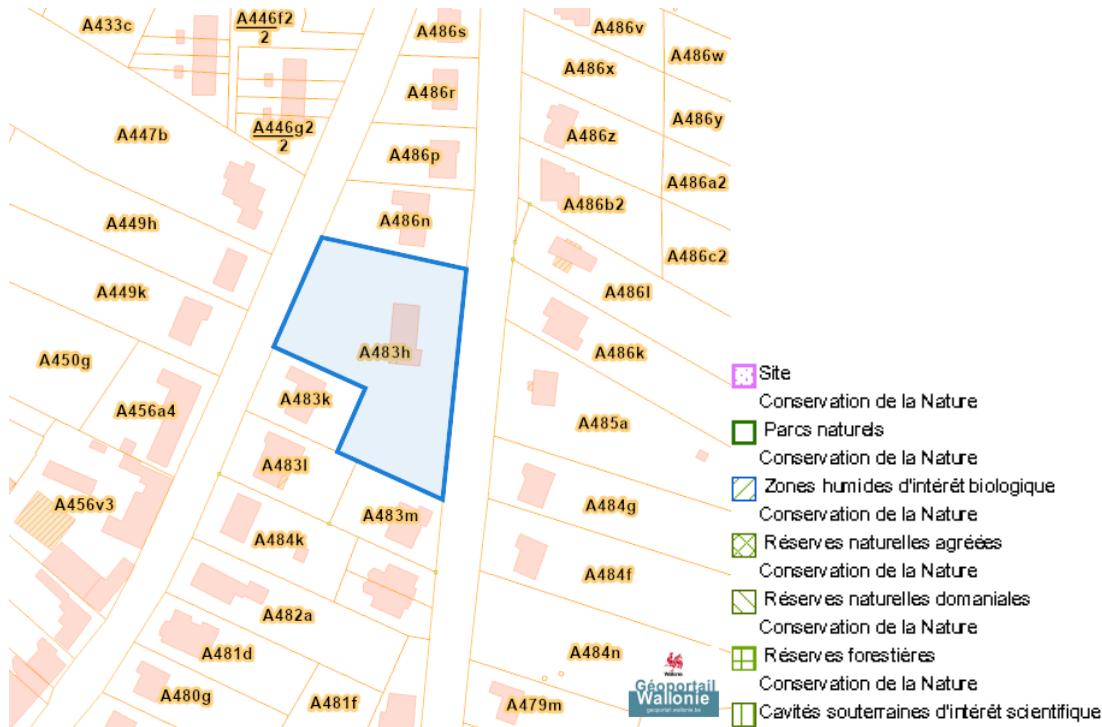 A433c
A446f2
2
A486s
A486v
A486w
A486x
A486r
A486y
A447b
A446g2
2
A486z
A486p
A486a2
A486b2
A449h
A486n
A486c2
A449k
A486l
A450g
A483h
A486k
A456a4
A483k
A485a
A483l
A456v3
A483m
A484g
A484k
A484f
A482a
A481d
A484n
A480g
A481f
A479m
Wallonie
Géoportail
Wallonie
geoportail.wallonie.be
Site
Conservation de la Nature
Parcs naturels
Conservation de la Nature
Zones humides d'intérêt biologique
Conservation de la Nature
Réserves naturelles agréées
Conservation de la Nature
Réserves naturelles domaniales
Conservation de la Nature
Réserves forestières
Conservation de la Nature
Cavités souterraines d'intérêt scientifique